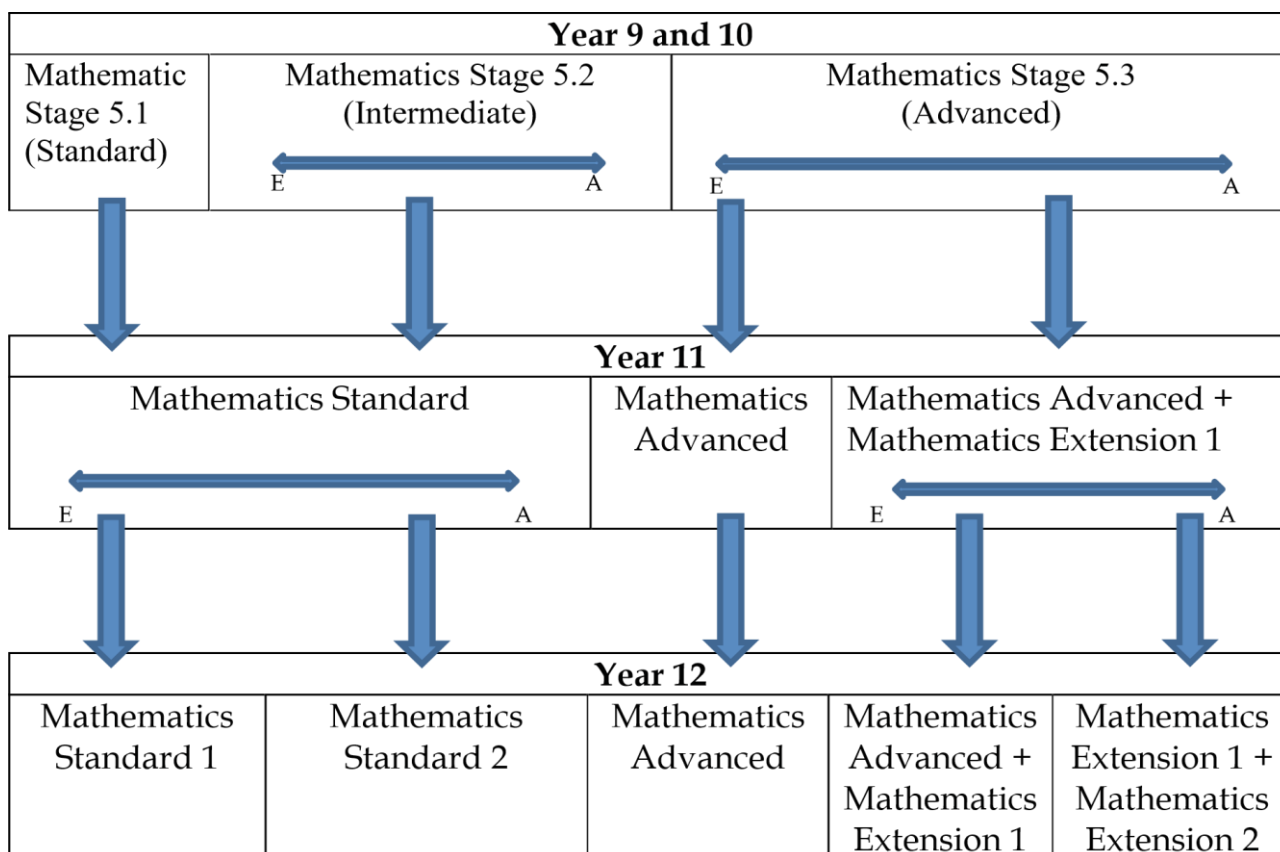 Year 9 and 10
Mathematic
Stage 5.1
(Standard)
Mathematics Stage 5.2
(Intermediate)
E
A
Mathematics Stage 5.3
(Advanced)
E
A
Year 11
Mathematics Standard
E
A
Mathematics
Advanced
Mathematics Advanced +
Mathematics Extension 1
E
A
Year 12
Mathematics
Standard 1
Mathematics
Standard 2
Mathematics
Advanced
Mathematics
Advanced +
Mathematics
Extension 1
Mathematics
Extension 1 +
Mathematics
Extension 2